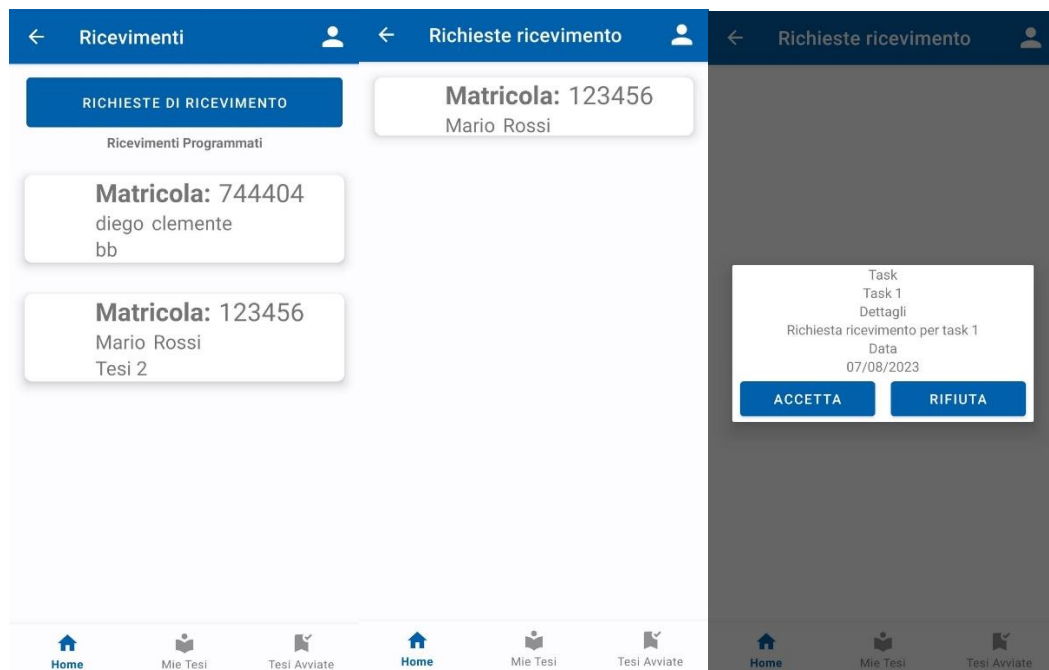 Ricevimenti
RICHIESTE DI RICEVIMENTO
Ricevimenti Programmati
Matricola: 744404
diego clemente
bb
Matricola: 123456
Mario Rossi
Tesi 2
Home
Mie Tesi
Tesi Avviate
Richieste ricevimento
Matricola: 123456
Mario Rossi
Home
Mie Tesi
Tesi Avviate
Richieste ricevimento
Task
Task 1
Dettagli
Richiesta ricevimento per task 1
Data
07/08/2023
ACCETTA
RIFIUTA
Home
Mie Tesi
Tesi Avviate